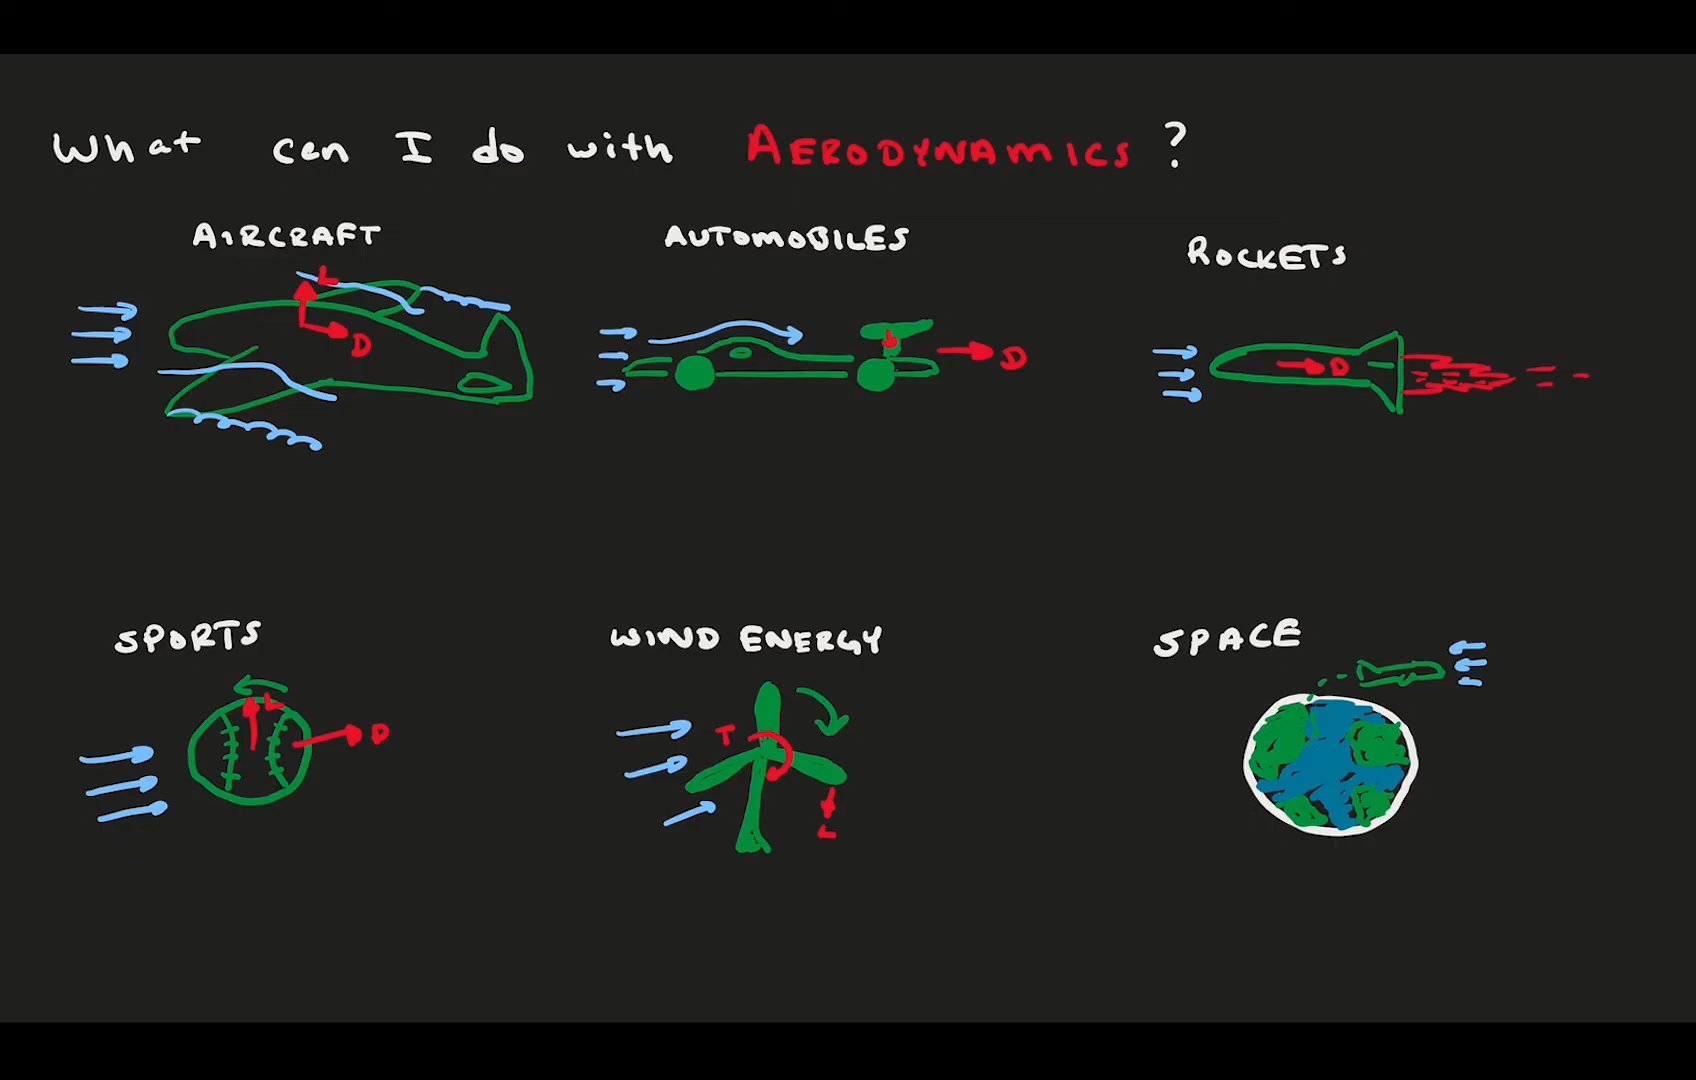 What can I do with AERODYNAMICS?
AIRCRAFT
AUTOMOBILES
ROCKETS
L
D
D
D
SPORTS
WIND ENERGY
SPACE
L
D
T
L